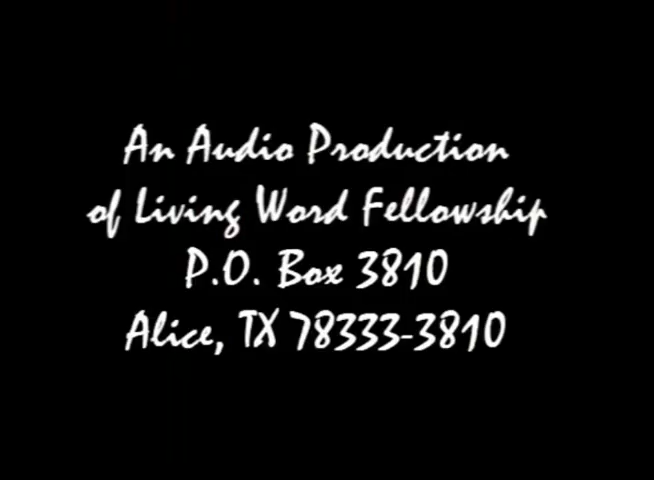 An Audio Production
of Living Word Fellowship
P.O. Box 3810
Alice, TX 78333-3810